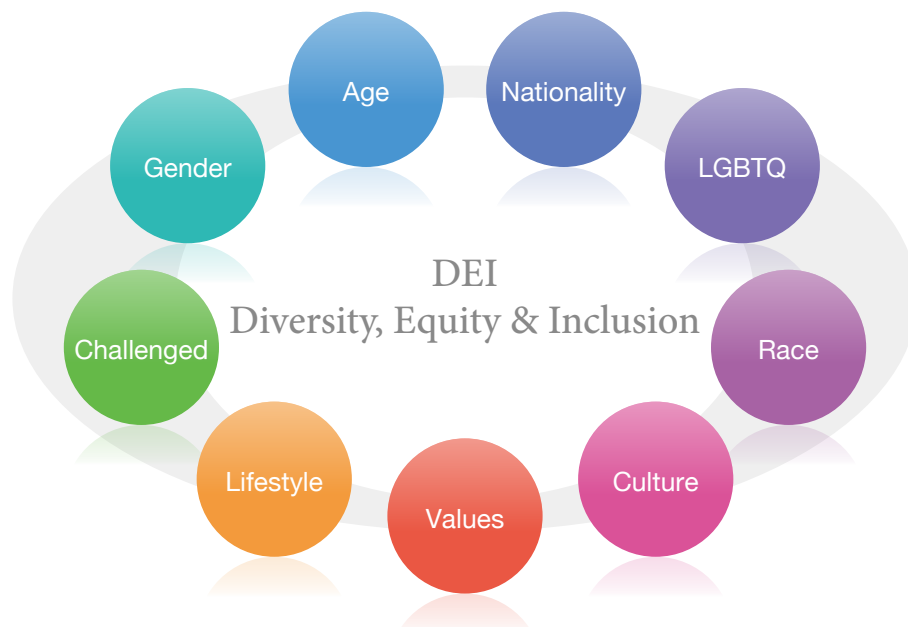 Age
Nationality
Gender
LGBTQ
DEI
Diversity, Equity & Inclusion
Challenged
Race
Lifestyle
Culture
Values